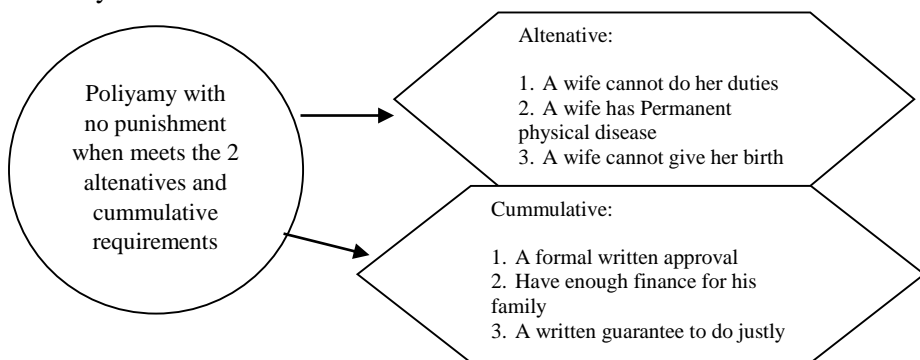 Poliyamy with
no punishment
when meets the 2
altenatives and
cummulative
requirements
Altenative:
1. A wife cannot do her duties
2. A wife has Permanent
physical disease
3. A wife cannot give her birth
Cummulative:
1. A formal written approval
2. Have enough finance for his
family
3. A written guarantee to do justly